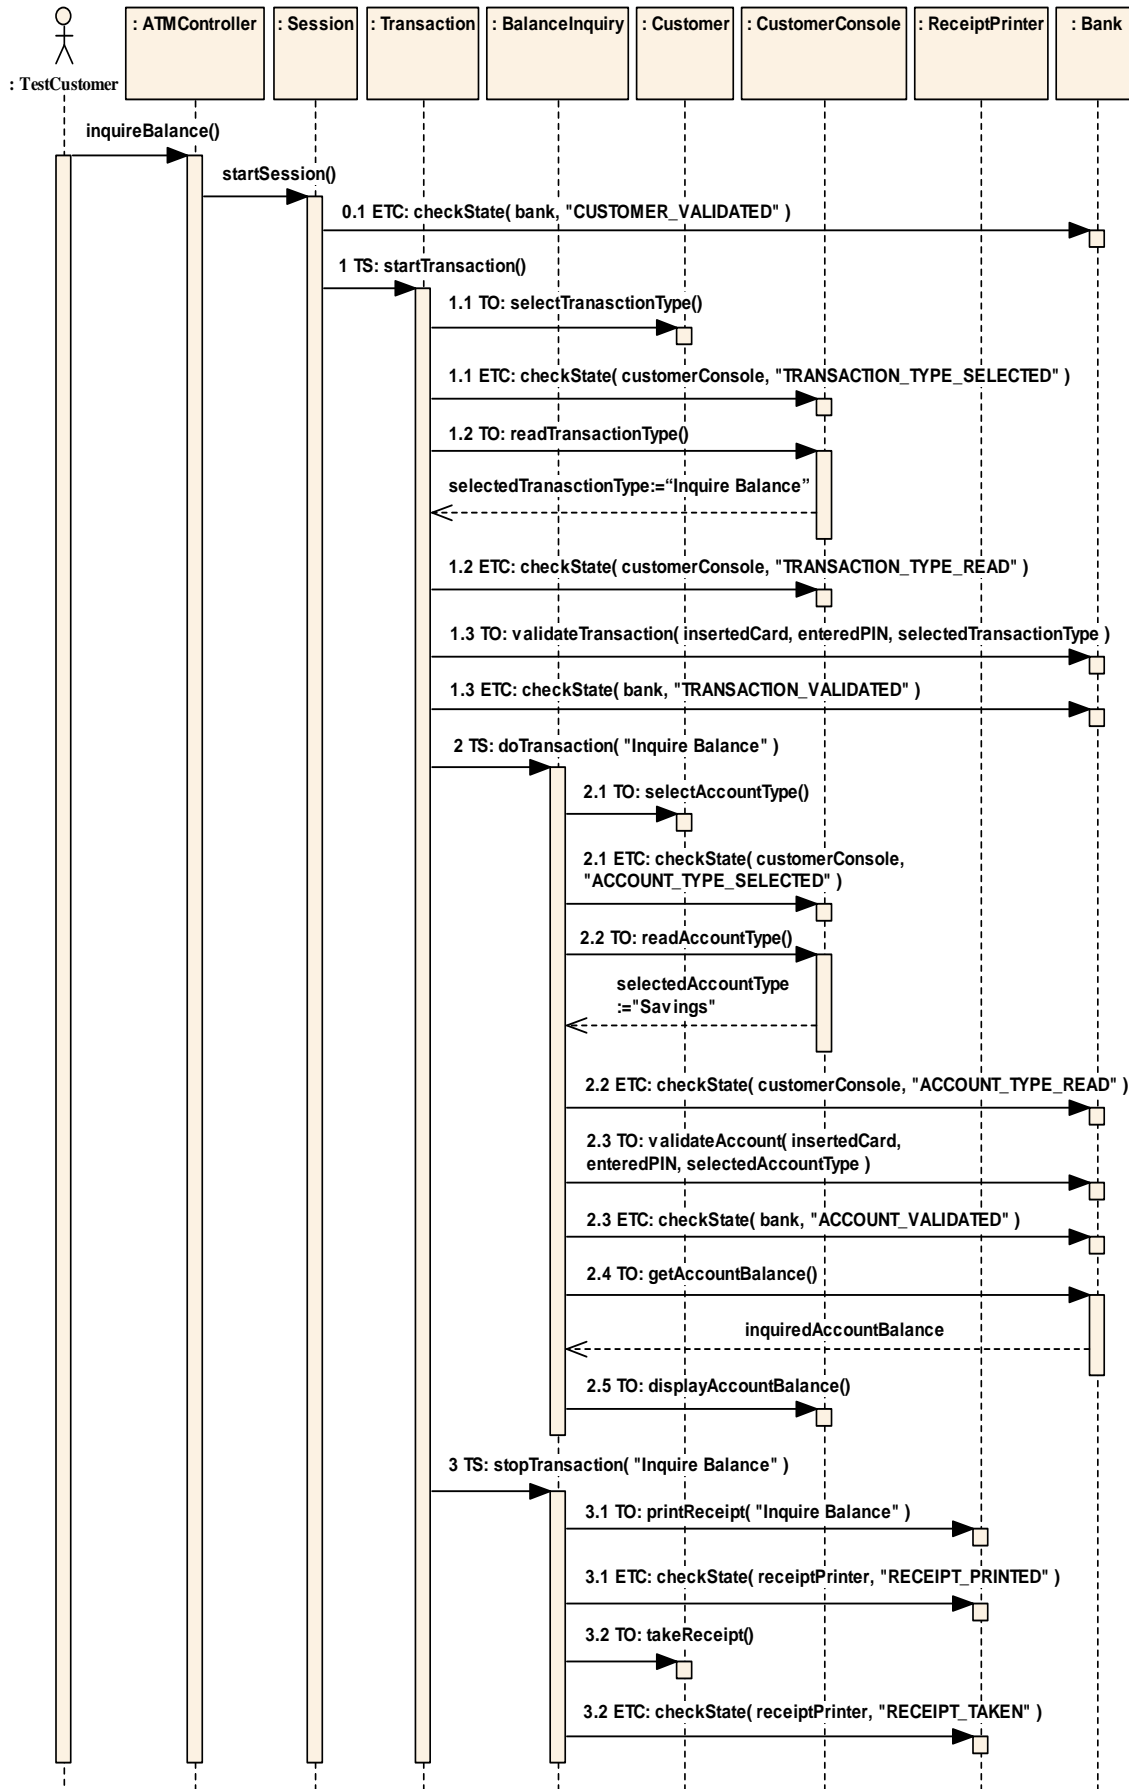 : ATMController
: Session
: Transaction
: BalanceInquiry
: Customer
: CustomerConsole
: ReceiptPrinter
: Bank
: TestCustomer
inquireBalance()
startSession()
0.1 ETC: checkState( bank, "CUSTOMER_VALIDATED" )
1 TS: startTransaction()
1.1 TO: selectTranasctionType()
1.1 ETC: checkState( customerConsole, "TRANSACTION_TYPE_SELECTED" )
1.2 TO: readTransactionType()
selectedTranasctionType:=“Inquire Balance”
1.2 ETC: checkState( customerConsole, "TRANSACTION_TYPE_READ" )
1.3 TO: validateTransaction( insertedCard, enteredPIN, selectedTransactionType )
1.3 ETC: checkState( bank, "TRANSACTION_VALIDATED" )
2 TS: doTransaction( "Inquire Balance" )
2.1 TO: selectAccountType()
2.1 ETC: checkState( customerConsole,
"ACCOUNT_TYPE_SELECTED" )
2.2 TO: readAccountType()
selectedAccountType
:="Savings"
2.2 ETC: checkState( customerConsole, "ACCOUNT_TYPE_READ" )
2.3 TO: validateAccount( insertedCard,
enteredPIN, selectedAccountType )
2.3 ETC: checkState( bank, "ACCOUNT_VALIDATED" )
2.4 TO: getAccountBalance()
inquiredAccountBalance
2.5 TO: displayAccountBalance()
3 TS: stopTransaction( "Inquire Balance" )
3.1 TO: printReceipt( "Inquire Balance" )
3.1 ETC: checkState( receiptPrinter, "RECEIPT_PRINTED" )
3.2 TO: takeReceipt()
3.2 ETC: checkState( receiptPrinter, "RECEIPT_TAKEN" )